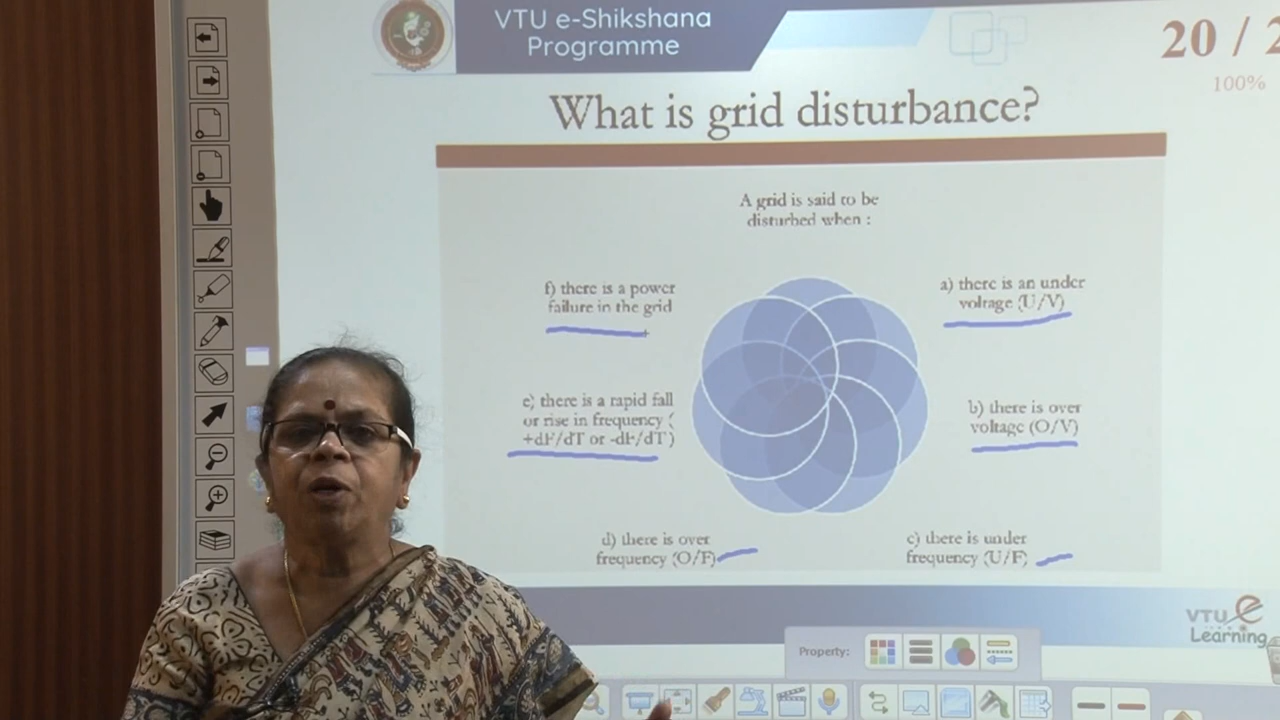 VTU e-Shikshana
Programme
20 / 2
100%
What is grid disturbance?
A grid is said to be
disturbed when :
a) there is an under
voltage (U/V)
b) there is over
voltage (O/V)
c) there is under
frequency (U/F)
d) there is over
frequency (O/F)
e) there is a rapid fall
or rise in frequency (
+dF/dT or -dF/dT)
f) there is a power
failure in the grid
VTU e
Learning
Property: